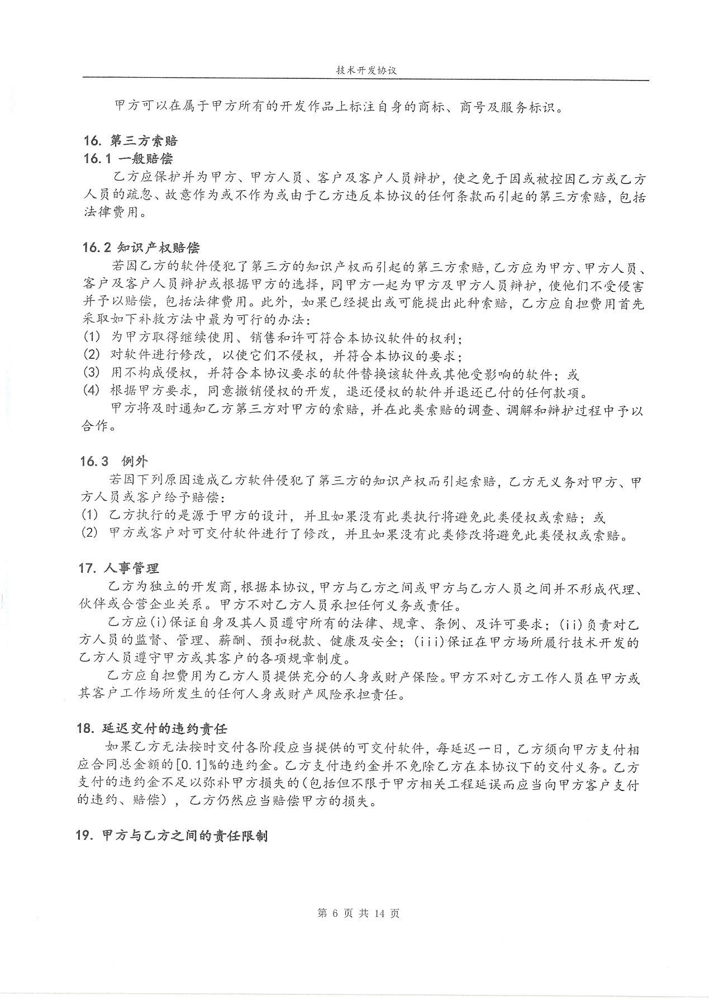 技术开发协议
甲方可以在属于甲方所有的开发作品上标注自身的商标、商号及服务标识。
16. 第三方索赔
16.1 一般赔偿
乙方应保护并为甲方、甲方人员、客户及客户人员辩护，使之免于因或被控因乙方或乙方
人员的疏忽、故意作为或不作为或由于乙方违反本协议的任何条款而引起的第三方索赔，包括
法律费用。
16.2 知识产权赔偿
若因乙方的软件侵犯了第三方的知识产权而引起的第三方索赔，乙方应为甲方、甲方人员、
客户及客户人员辩护或根据甲方的选择，同甲方一起为甲方及甲方人员辩护，使他们不受侵害
并予以赔偿，包括法律费用。此外，如果已经提出或可能提出此种索赔，乙方应自担费用首先
采取如下补救方法中最为可行的办法：
(1) 为甲方取得继续使用、销售和许可符合本协议软件的权利；
(2) 对软件进行修改，以使它们不侵权，并符合本协议的要求；
(3) 用不构成侵权，并符合本协议要求的软件替换该软件或其他受影响的软件；或
(4) 根据甲方要求，同意撤销侵权的开发，退还侵权的软件并退还已付的任何款项。
甲方将及时通知乙方第三方对甲方的索赔，并在此类索赔的调查、调解和辩护过程中予以
合作。
16.3 例外
若因下列原因造成乙方软件侵犯了第三方的知识产权而引起索赔，乙方无义务对甲方、甲
方人员或客户给予赔偿：
(1) 乙方执行的是源于甲方的设计，并且如果没有此类执行将避免此类侵权或索赔；或
(2) 甲方或客户对可交付软件进行了修改，并且如果没有此类修改将避免此类侵权或索赔。
17. 人事管理
乙方为独立的开发商，根据本协议，甲方与乙方之间或甲方与乙方人员之间并不形成代理、
伙伴或合营企业关系。甲方不对乙方人员承担任何义务或责任。
乙方应(i)保证自身及其人员遵守所有的法律、规章、条例、及许可要求；(ii)负责对乙
方人员的监督、管理、薪酬、预扣税款、健康及安全；(iii)保证在甲方场所履行技术开发的
乙方人员遵守甲方或其客户的各项规章制度。
乙方应自担费用为乙方人员提供充分的人身或财产保险。甲方不对乙方工作人员在甲方或
其客户工作场所发生的任何人身或财产风险承担责任。
18. 延迟交付的违约责任
如果乙方无法按时交付各阶段应当提供的可交付软件，每延迟一日，乙方须向甲方支付相
应合同总金额的[0.1]%的违约金。乙方支付违约金并不免除乙方在本协议下的交付义务。乙方
支付的违约金不足以弥补甲方损失的(包括但不限于甲方相关工程延误而应当向甲方客户支付
的违约、赔偿)，乙方仍然应当赔偿甲方的损失。
19. 甲方与乙方之间的责任限制
第 6 页 共 14 页